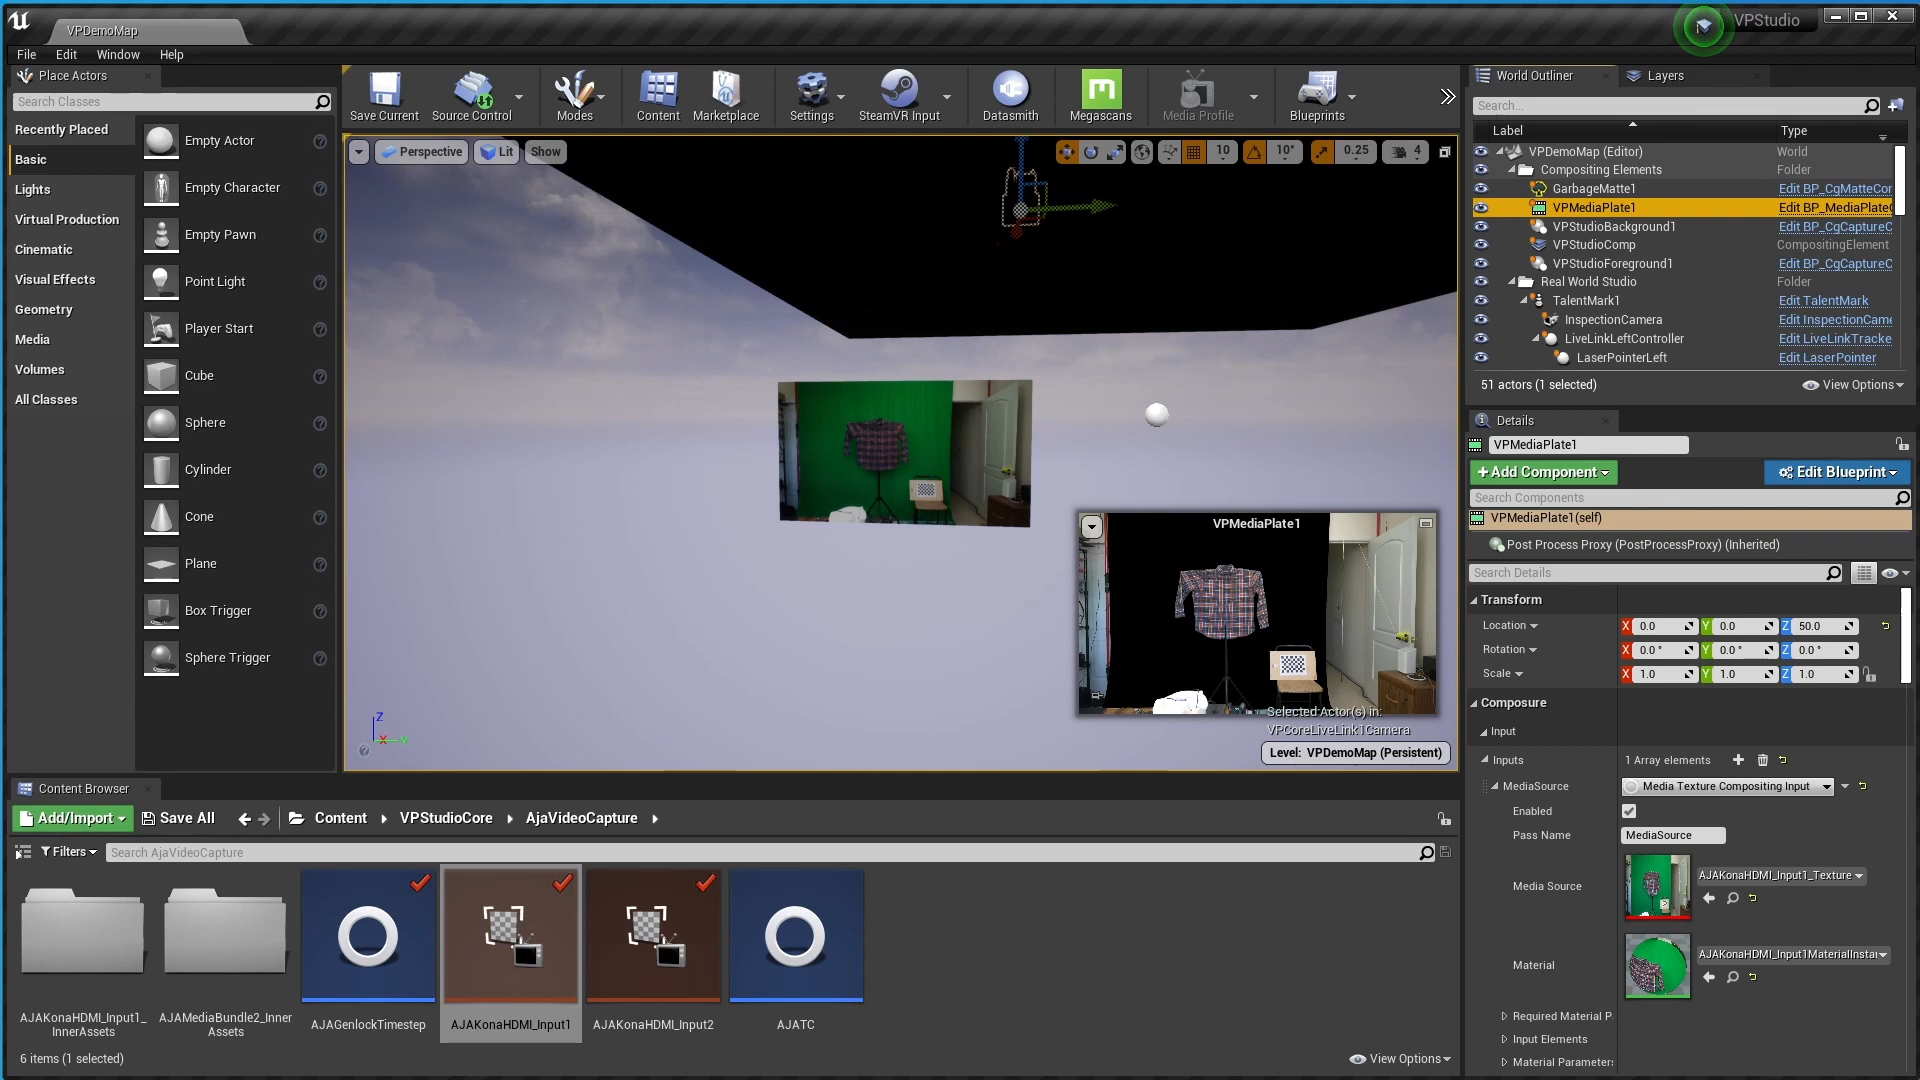 VPDemoMap
VPStudio
File Edit Window Help
Place Actors
Search Classes
Recently Placed
Basic
Lights
Virtual Production
Cinematic
Visual Effects
Geometry
Media
Volumes
All Classes
Empty Actor
Empty Character
Empty Pawn
Point Light
Player Start
Cube
Sphere
Cylinder
Cone
Plane
Box Trigger
Sphere Trigger
Save Current
Source Control
Modes
Content
Marketplace
Settings
SteamVR Input
Datasmith
Megascans
Media Profile
Blueprints
Perspective
Lit
Show
10
10°
0.25
4
VPMediaPlate1
Selected Actor(s) in:
VPCoreLiveLink1Camera
Level: VPDemoMap (Persistent)
Z
X
Y
World Outliner
Layers
Search...
Label Type
VPDemoMap (Editor) World
Compositing Elements Folder
GarbageMatte1 Edit BP_CgMatteCor
VPMediaPlate1 Edit BP_MediaPlateC
VPStudioBackground1 Edit BP_CgCaptureC
VPStudioComp CompositingElement
VPStudioForeground1 Edit BP_CgCaptureC
Real World Studio Folder
TalentMark1 Edit TalentMark
InspectionCamera Edit InspectionCame
LiveLinkLeftController Edit LiveLinkTracke
LaserPointerLeft Edit LaserPointer
51 actors (1 selected) View Options
Details
VPMediaPlate1
+Add Component
Edit Blueprint
Search Components
VPMediaPlate1(self)
Post Process Proxy (PostProcessProxy) (Inherited)
Search Details
Transform
Location X 0.0 Y 0.0 Z 50.0
Rotation X 0.0° Y 0.0° Z 0.0°
Scale X 1.0 Y 1.0 Z 1.0
Composure
Input
Inputs 1 Array elements
MediaSource Media Texture Compositing Input
Enabled
Pass Name MediaSource
Media Source AJAKonaHDMI_Input1_Texture
Material AJAKonaHDMI_Input1MaterialInstan
Required Material P
Input Elements
Material Parameters
Content Browser
Add/Import
Save All
Content
VPStudioCore
AjaVideoCapture
Filters
Search AjaVideoCapture
AJAKonaHDMI_Input1_
InnerAssets
AJAMediaBundle2_Inner
Assets
AJAGenlockTimestep
AJAKonaHDMI_Input1
AJAKonaHDMI_Input2
AJATC
6 items (1 selected)
View Options